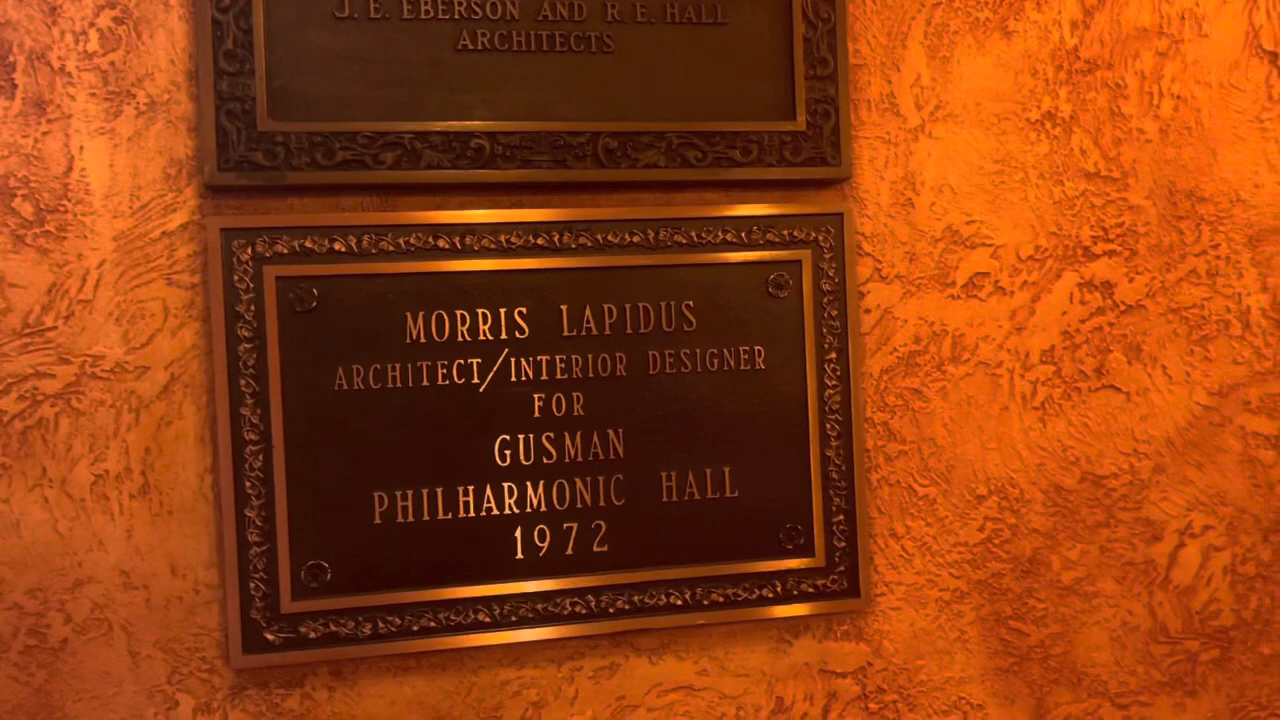 J. E. EBERSON AND R. E. HALL
ARCHITECTS
MORRIS LAPIDUS
ARCHITECT/INTERIOR DESIGNER
FOR
GUSMAN
PHILHARMONIC HALL
1972